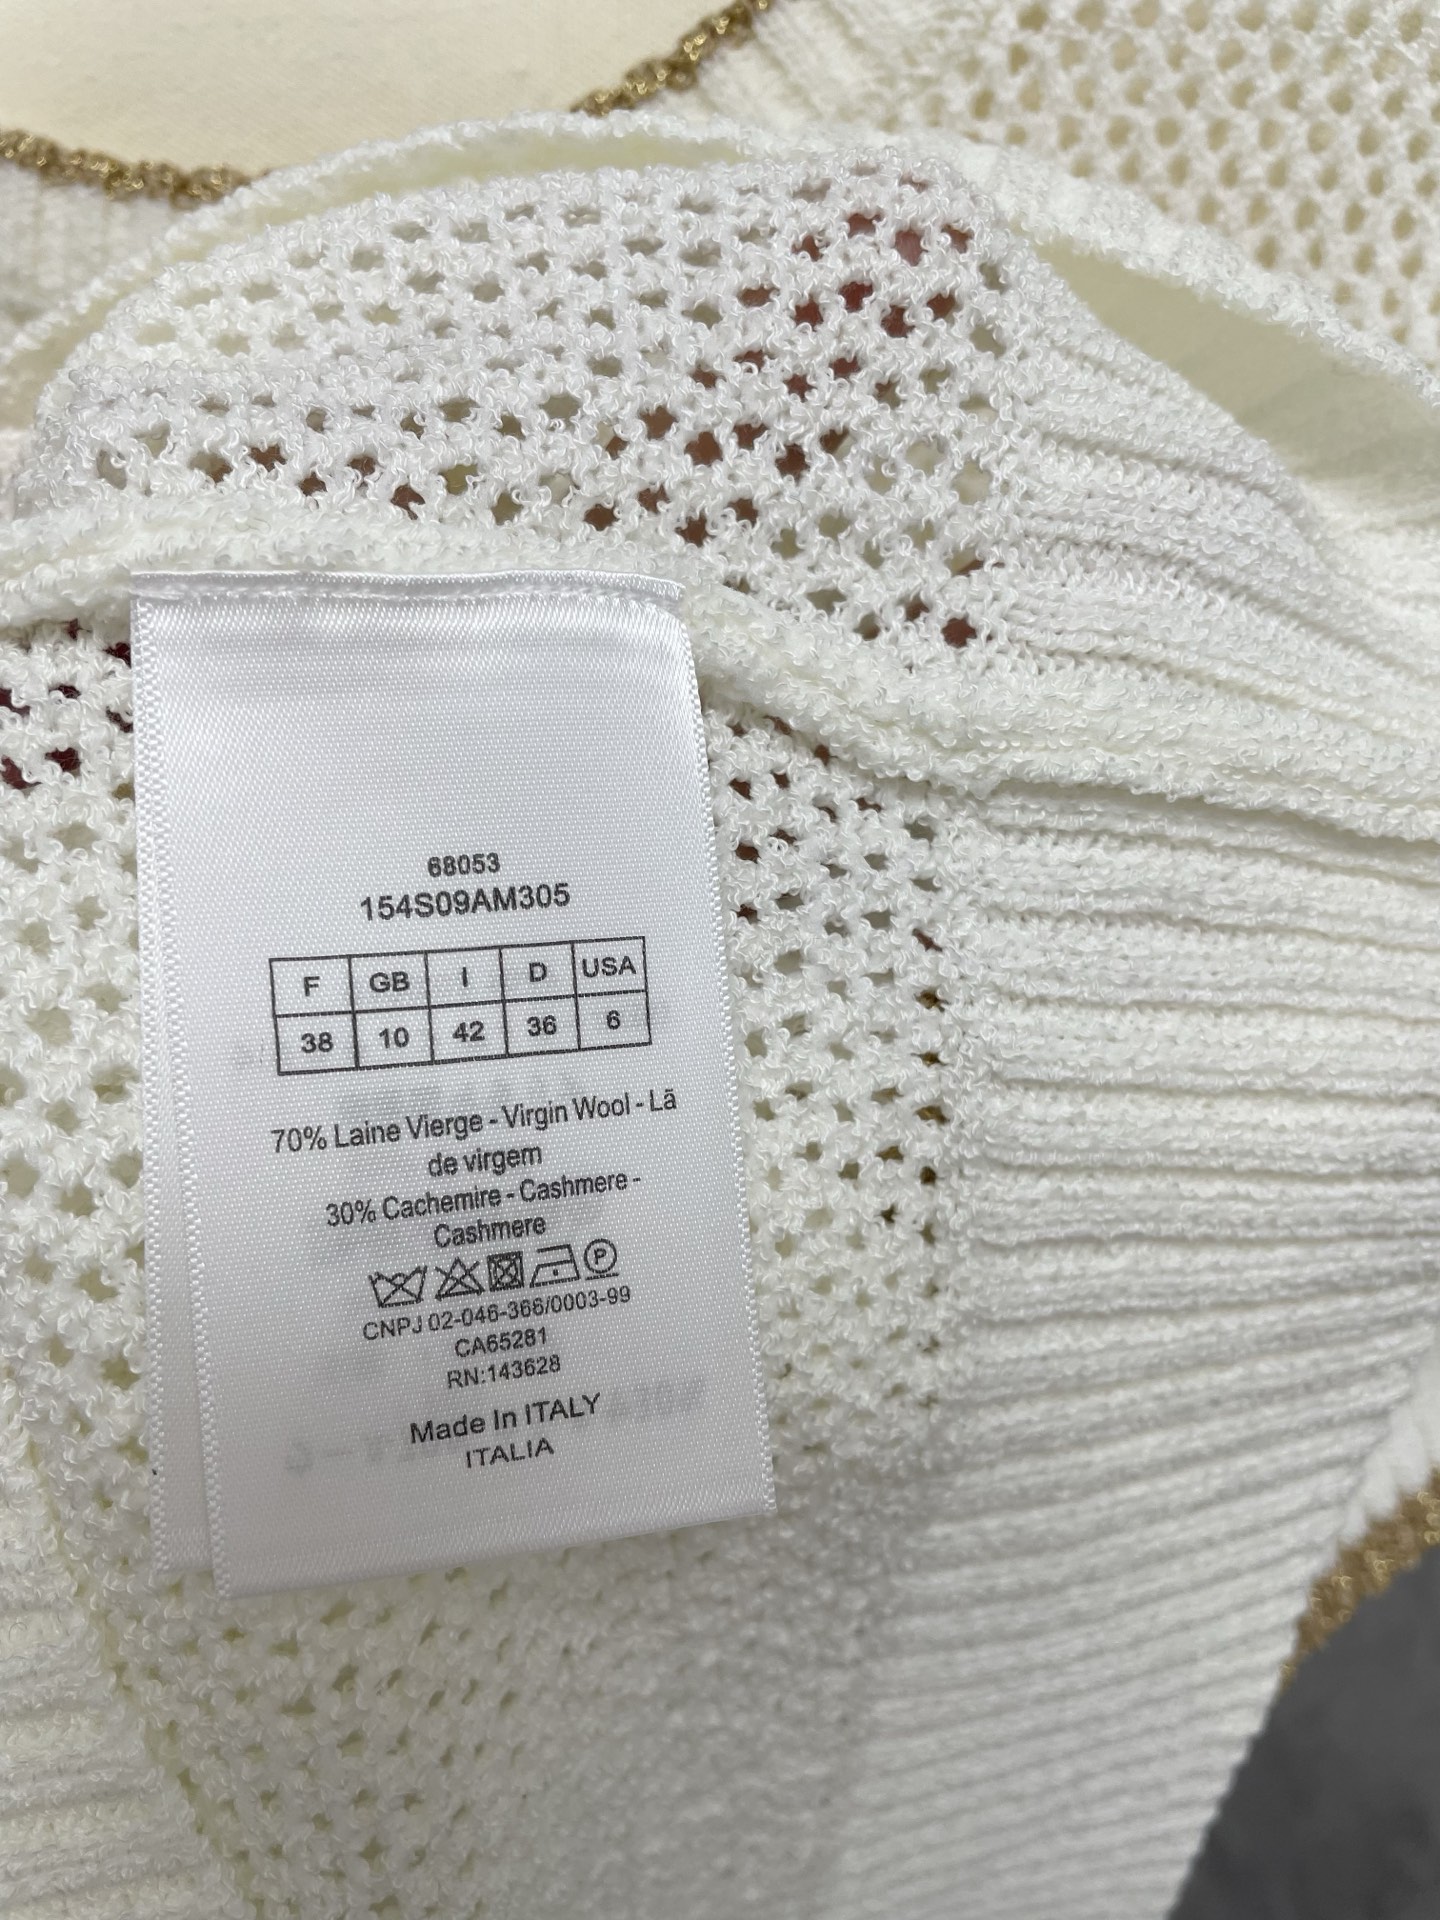 68053
154S09AM305
F GB I D USA
38 10 42 36 6
70% Laine Vierge - Virgin Wool - Lã
de virgem
30% Cachemire - Cashmere -
Cashmere
P
CNPJ 02-046-366/0003-99
CA65281
RN:143628
Made In ITALY
ITALIA